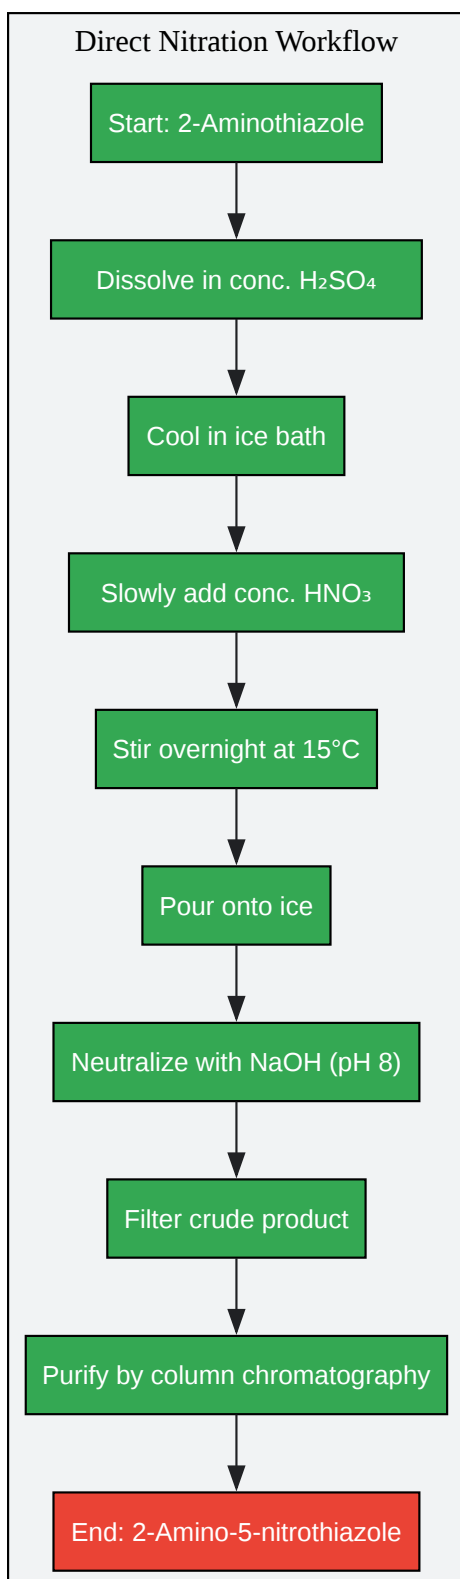 Direct Nitration Workflow
Start: 2-Aminothiazole
Dissolve in conc. H₂SO₄
Cool in ice bath
Slowly add conc. HNO₃
Stir overnight at 15°C
Pour onto ice
Neutralize with NaOH (pH 8)
Filter crude product
Purify by column chromatography
End: 2-Amino-5-nitrothiazole